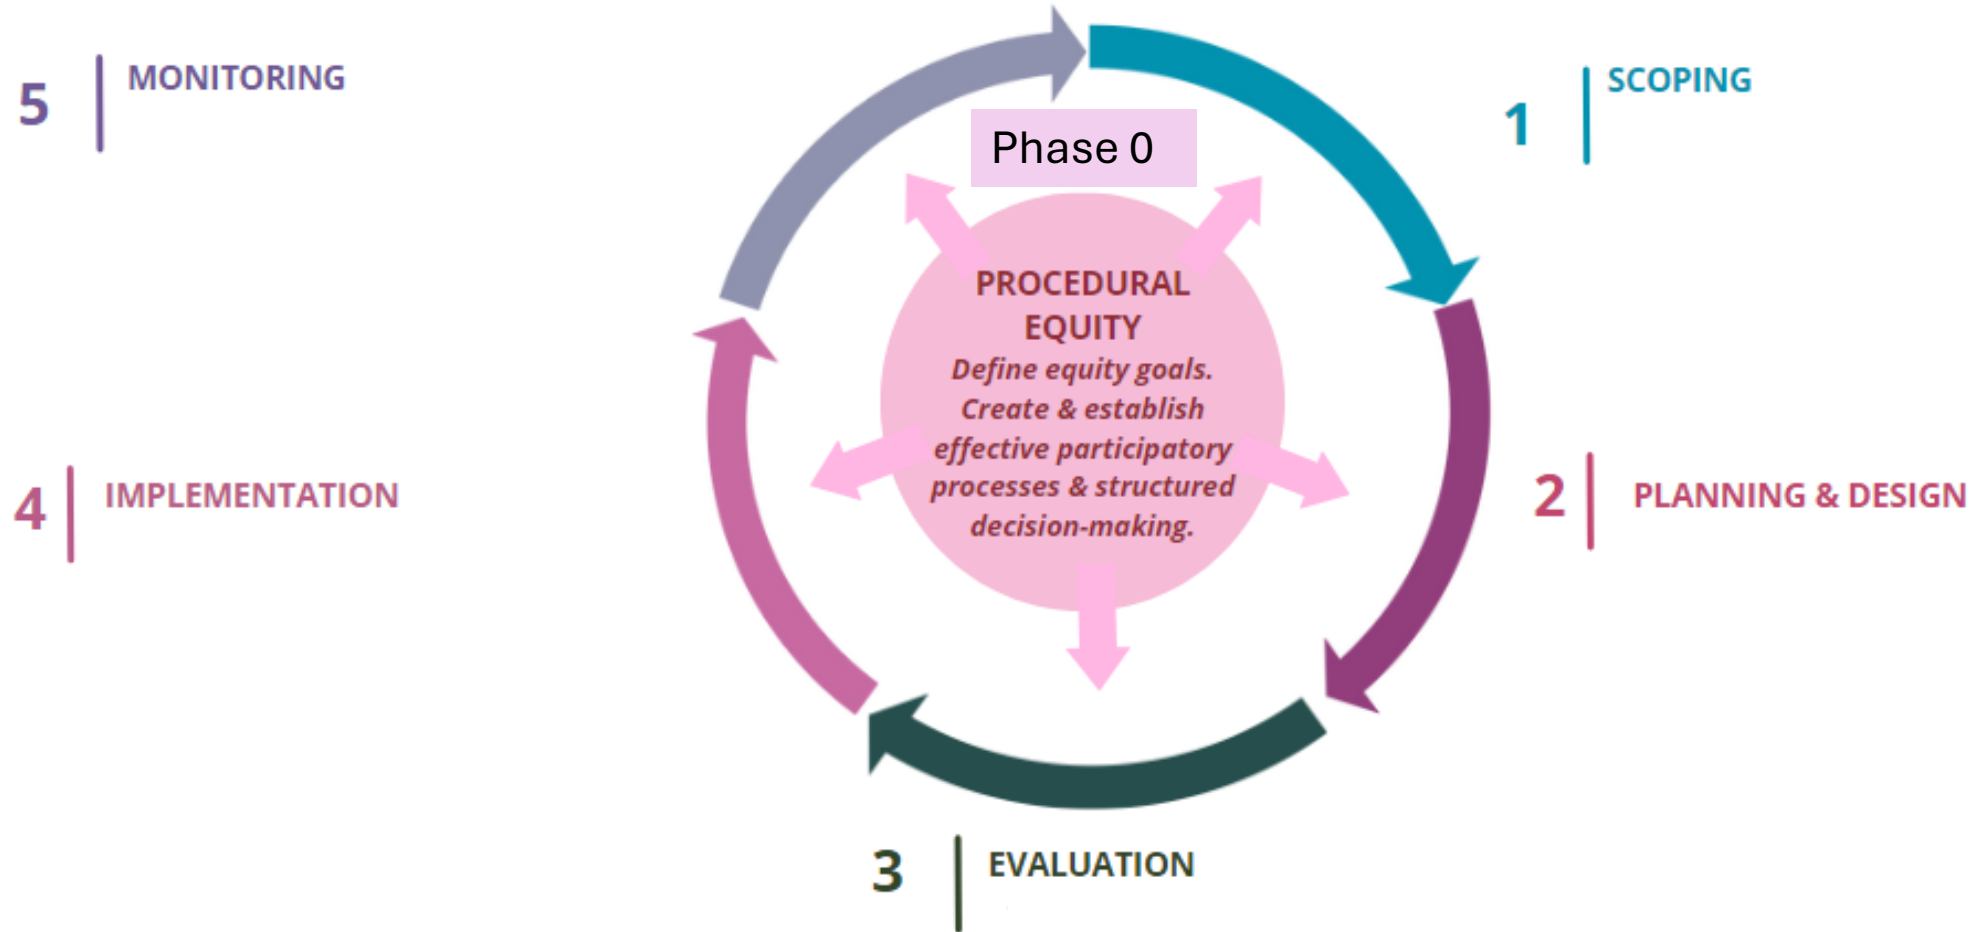 5
MONITORING
Phase 0
1
SCOPING
PROCEDURAL
EQUITY
Define equity goals.
Create & establish
effective participatory
processes & structured
decision-making.
4
IMPLEMENTATION
2
PLANNING & DESIGN
3
EVALUATION